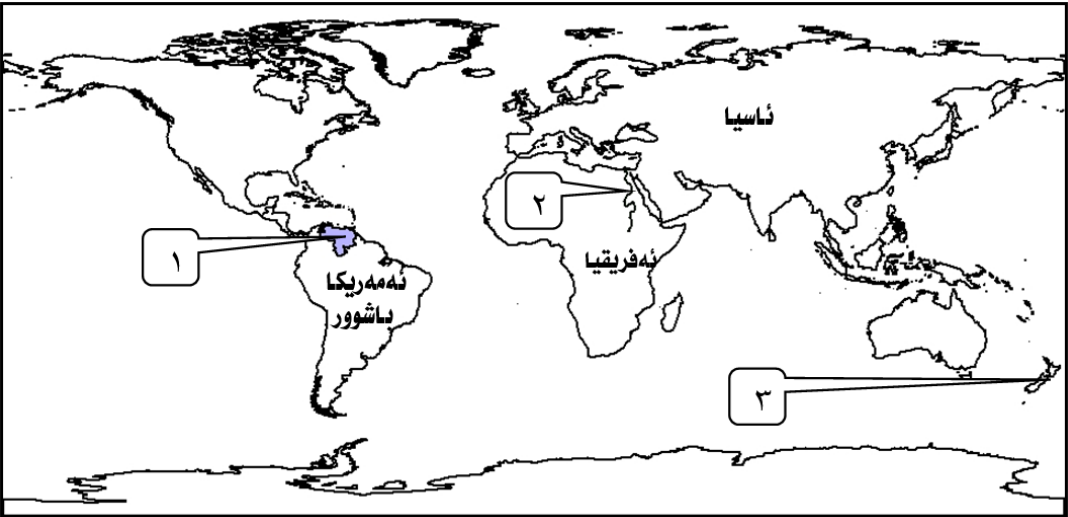 ئاسیا
٢
ئەفریقیا
١
ئەمەریکا
باشوور
٣